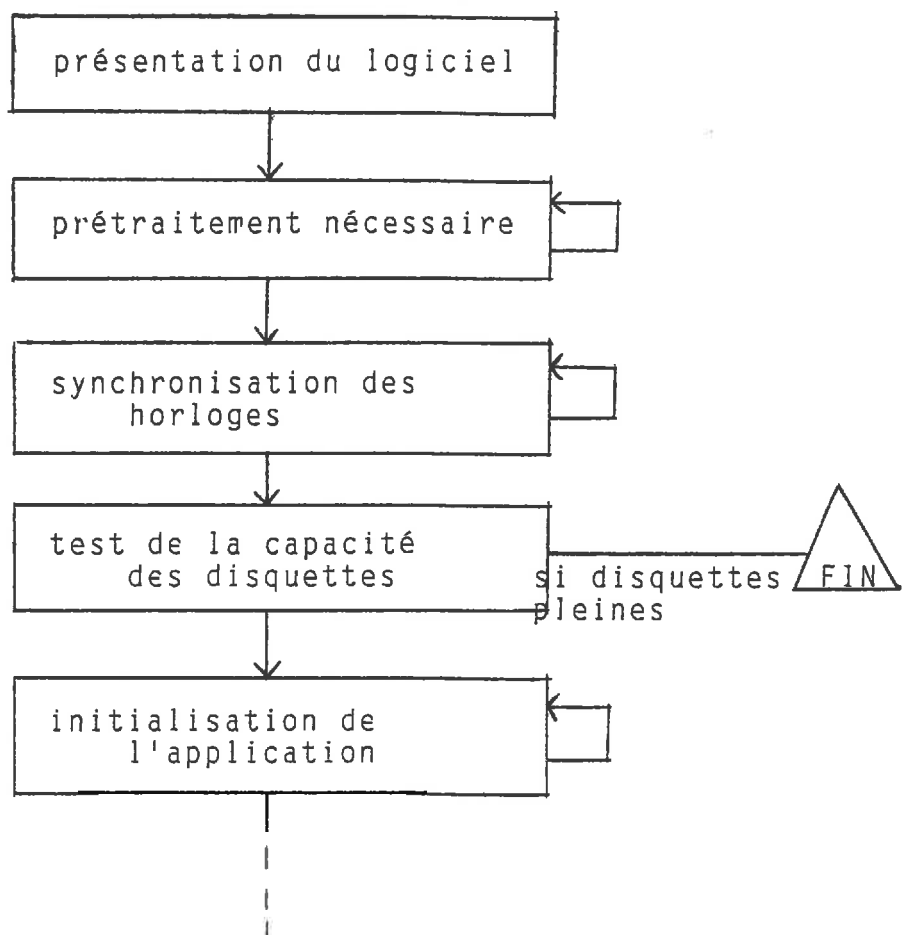 présentation du logiciel
prétraitement nécessaire
synchronisation des
horloges
test de la capacité
des disquettes
si disquettes
pleines
FIN
initialisation de
l'application